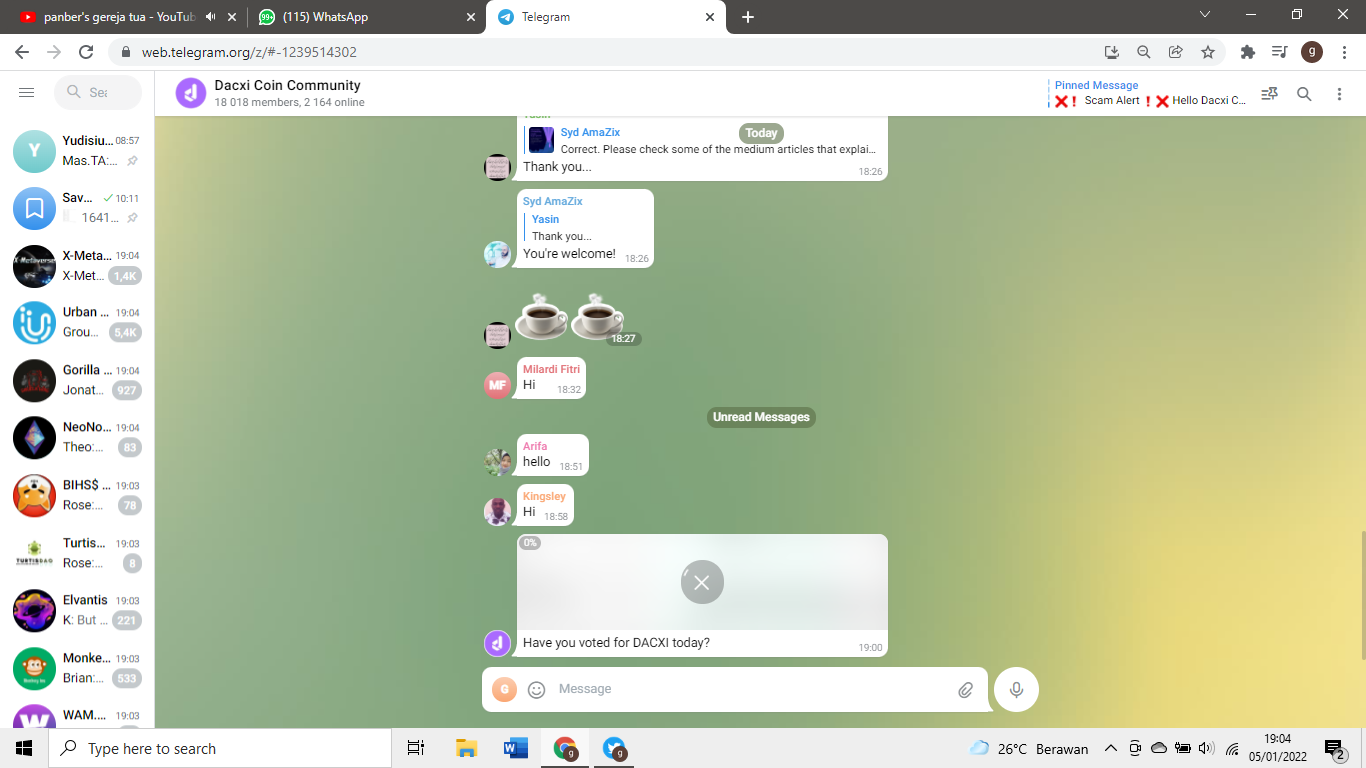 panber's gereja tua - YouTub
(115) WhatsApp
Telegram
web.telegram.org/z/#-1239514302
g
Sea
Dacxi Coin Community
18 018 members, 2 164 online
Pinned Message
❌❗ Scam Alert ❗❌ Hello Dacxi C...
Y
Yudisiu... 08:57
Mas.TA:...
Sav... 10:11
1641...
X-Metaverse
X-Meta... 19:04
X-Met... 1,4K
Urban ... 19:04
Grou... 5,4K
Gorilla ... 19:04
Jonat... 927
NeoNo... 19:04
Theo:... 83
BIHS$ ... 19:03
Rose:... 78
TURTISDAO
Turtis... 19:03
Rose:... 8
Elvantis 19:03
K: But ... 221
Monke... 19:03
Brian:... 533
WAM.... 19:03
Yasin
Syd AmaZix
Today
Correct. Please check some of the medium articles that explai...
Thank you...
18:26
Syd AmaZix
Yasin
Thank you...
You're welcome! 18:26
18:27
MF
Milardi Fitri
Hi 18:32
Unread Messages
Arifa
hello 18:51
Kingsley
Hi 18:58
0%
Have you voted for DACXI today?
19:00
G
Message
Type here to search
g
g
26°C Berawan
19:04
05/01/2022
2